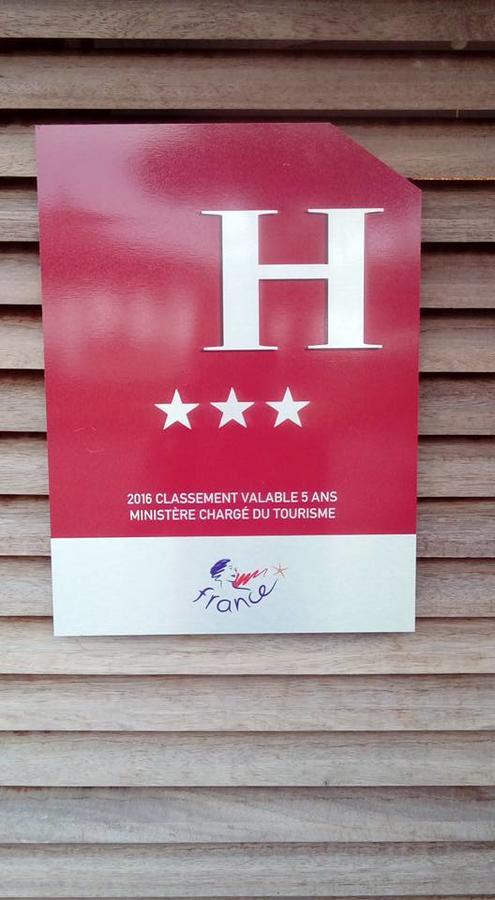 H
2016 CLASSEMENT VALABLE 5 ANS
MINISTÈRE CHARGÉ DU TOURISME
france